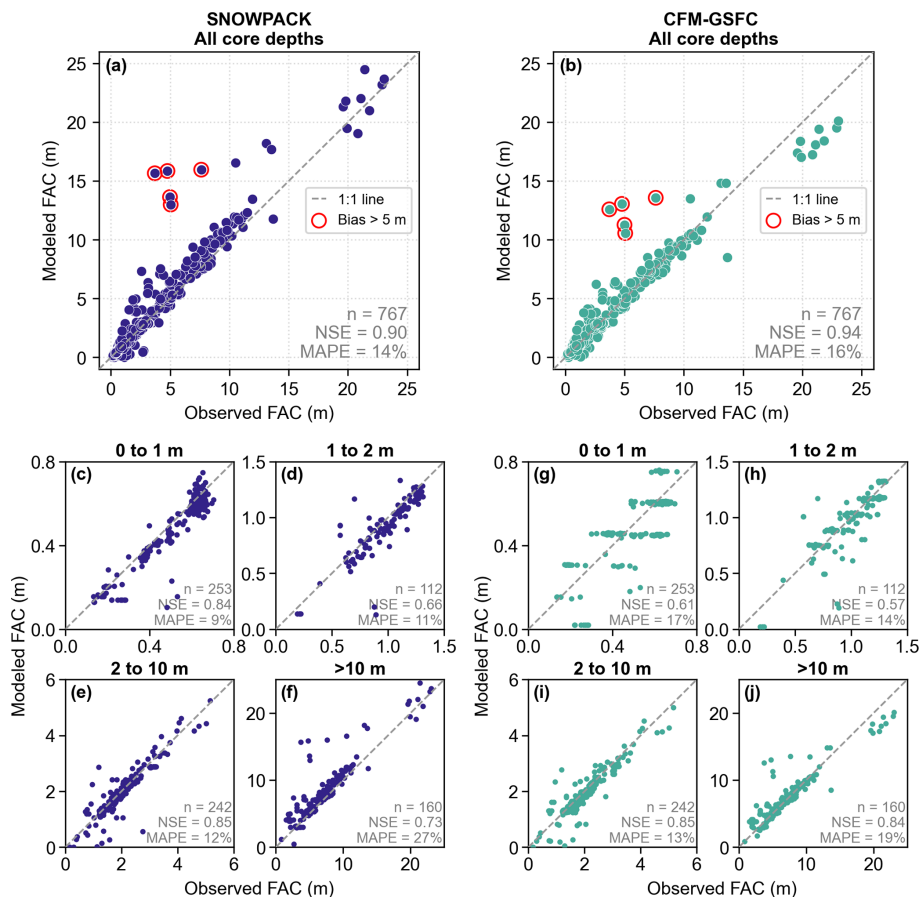 SNOWPACK
All core depths
(a)
25
20
15
10
5
0
Modeled FAC (m)
1:1 line
Bias > 5 m
n = 767
NSE = 0.90
MAPE = 14%
0 5 10 15 20 25
Observed FAC (m)
CFM-GSFC
All core depths
(b)
25
20
15
10
5
0
Modeled FAC (m)
1:1 line
Bias > 5 m
n = 767
NSE = 0.94
MAPE = 16%
0 5 10 15 20 25
Observed FAC (m)
Modeled FAC (m)
0 to 1 m
(c)
0.8
0.4
0.0
n = 253
NSE = 0.84
MAPE = 9%
0.0 0.4 0.8
1 to 2 m
(d)
1.5
1.0
0.5
0.0
n = 112
NSE = 0.66
MAPE = 11%
0.0 0.5 1.0 1.5
2 to 10 m
(e)
6
4
2
0
n = 242
NSE = 0.85
MAPE = 12%
0 2 4 6
>10 m
(f)
20
10
0
n = 160
NSE = 0.73
MAPE = 27%
0 10 20
Observed FAC (m)
Modeled FAC (m)
0 to 1 m
(g)
0.8
0.4
0.0
n = 253
NSE = 0.61
MAPE = 17%
0.0 0.4 0.8
1 to 2 m
(h)
1.5
1.0
0.5
0.0
n = 112
NSE = 0.57
MAPE = 14%
0.0 0.5 1.0 1.5
2 to 10 m
(i)
6
4
2
0
n = 242
NSE = 0.85
MAPE = 13%
0 2 4 6
>10 m
(j)
20
10
0
n = 160
NSE = 0.84
MAPE = 19%
0 10 20
Observed FAC (m)